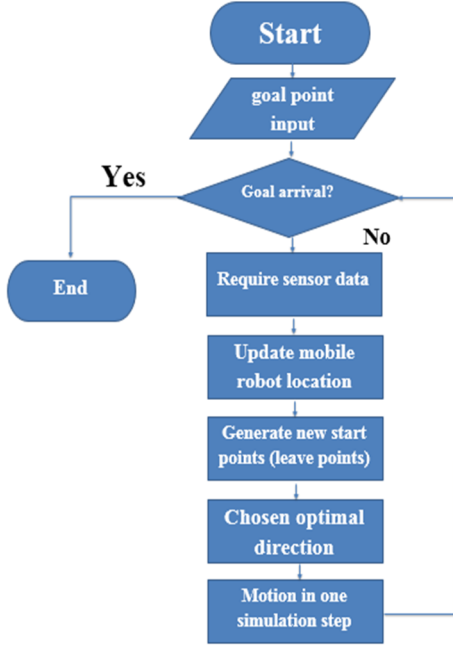 Start
goal point
input
Goal arrival?
Yes
No
End
Require sensor data
Update mobile
robot location
Generate new start
points (leave points)
Chosen optimal
direction
Motion in one
simulation step